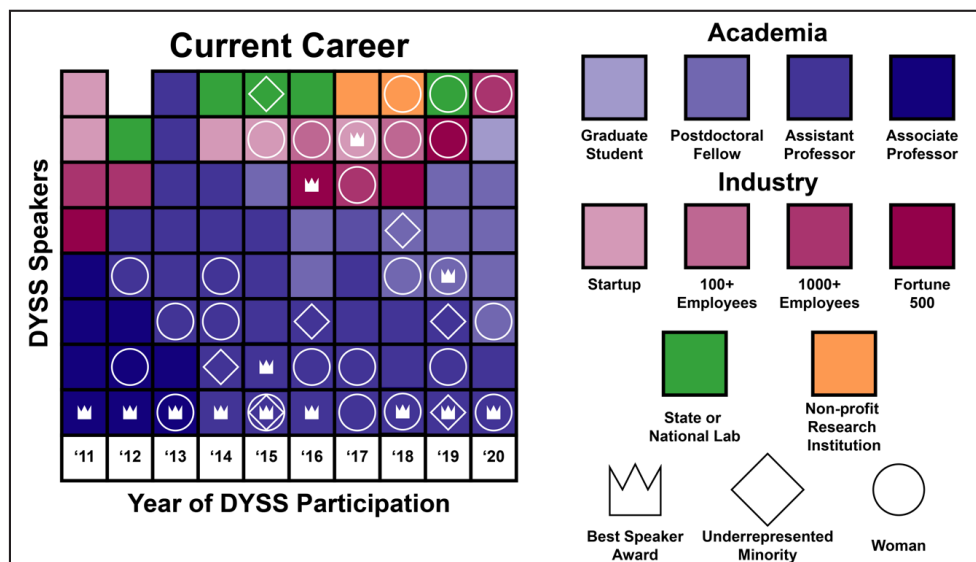 Current Career
DYSS Speakers
‘11 ‘12 ‘13 ‘14 ‘15 ‘16 ‘17 ‘18 ‘19 ‘20
Year of DYSS Participation
Academia
Graduate
Student
Postdoctoral
Fellow
Assistant
Professor
Associate
Professor
Industry
Startup
100+
Employees
1000+
Employees
Fortune
500
State or
National Lab
Non-profit
Research
Institution
Best Speaker
Award
Underrepresented
Minority
Woman